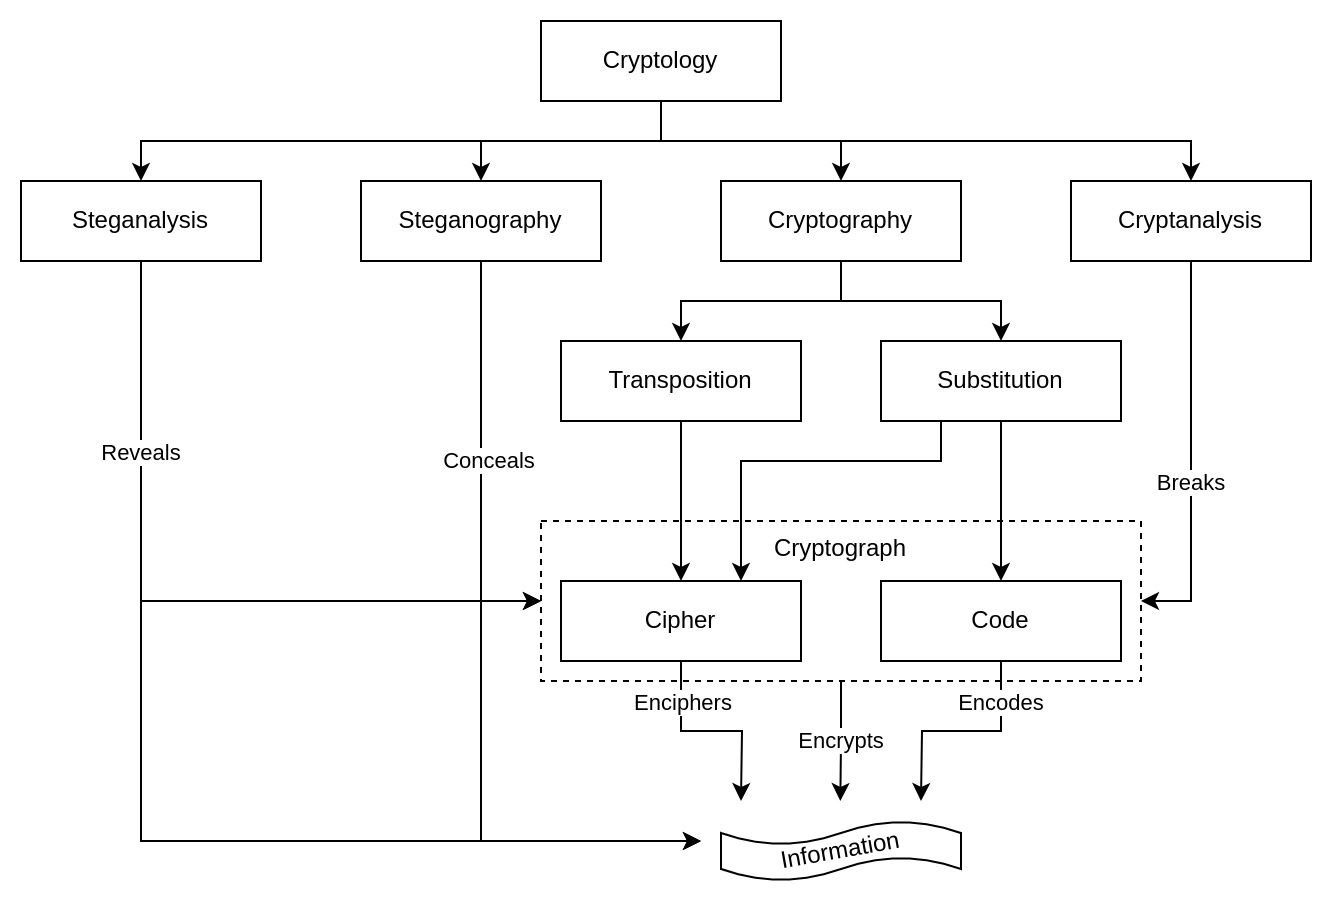 Cryptology
Steganalysis
Steganography
Cryptography
Cryptanalysis
Transposition
Substitution
Reveals
Conceals
Breaks
Cryptograph
Cipher
Code
Enciphers
Encodes
Encrypts
Information